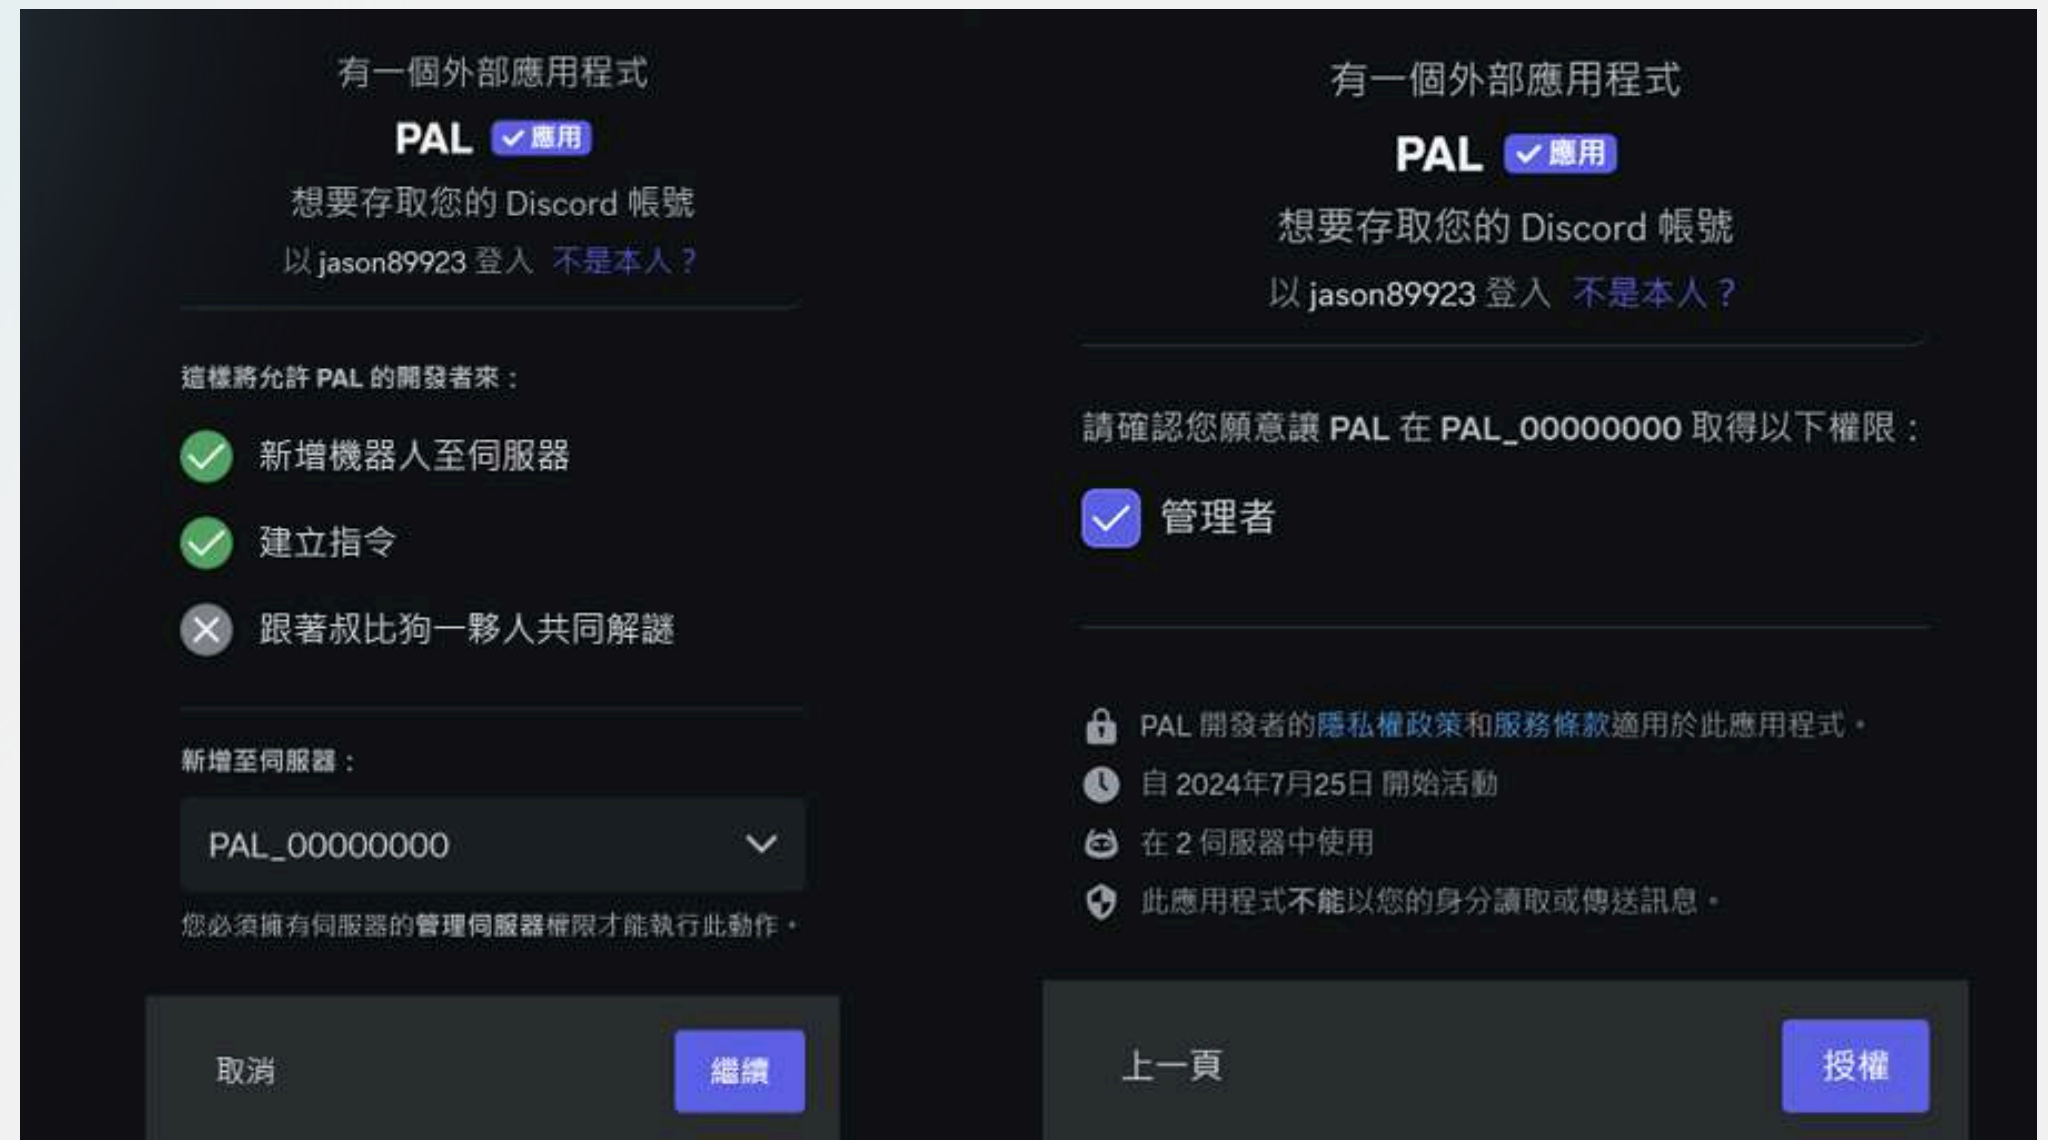 有一個外部應用程式
PAL 應用
想要存取您的 Discord 帳號
以 jason89923 登入 不是本人？
這樣將允許 PAL 的開發者來：
新增機器人至伺服器
建立指令
跟著叔比狗一夥人共同解謎
新增至伺服器：
PAL_00000000
您必須擁有伺服器的管理伺服器權限才能執行此動作。
取消
繼續
有一個外部應用程式
PAL 應用
想要存取您的 Discord 帳號
以 jason89923 登入 不是本人？
請確認您願意讓 PAL 在 PAL_00000000 取得以下權限：
管理者
PAL 開發者的隱私權政策和服務條款適用於此應用程式。
自 2024年7月25日 開始活動
在 2 伺服器中使用
此應用程式不能以您的身分讀取或傳送訊息。
上一頁
授權